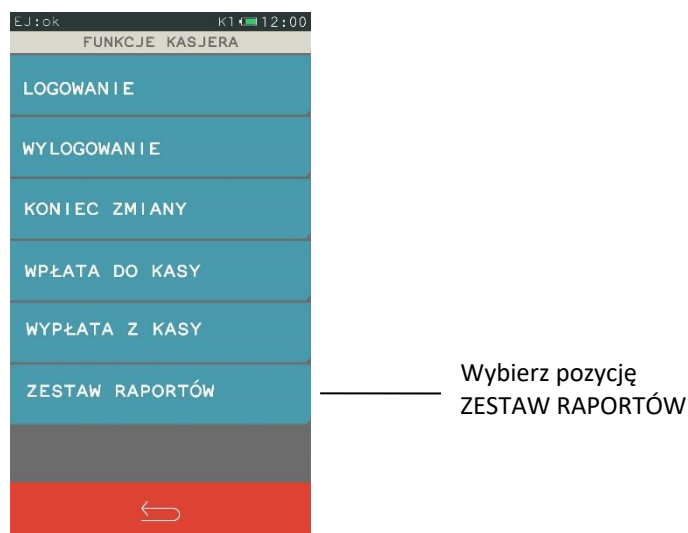 EJ:ok K1 12:00
FUNKCJE KASJERA
LOGOWANIE
WYLOGOWANIE
KONIEC ZMIANY
WPŁATA DO KASY
WYPŁATA Z KASY
ZESTAW RAPORTÓW
Wybierz pozycję
ZESTAW RAPORTÓW